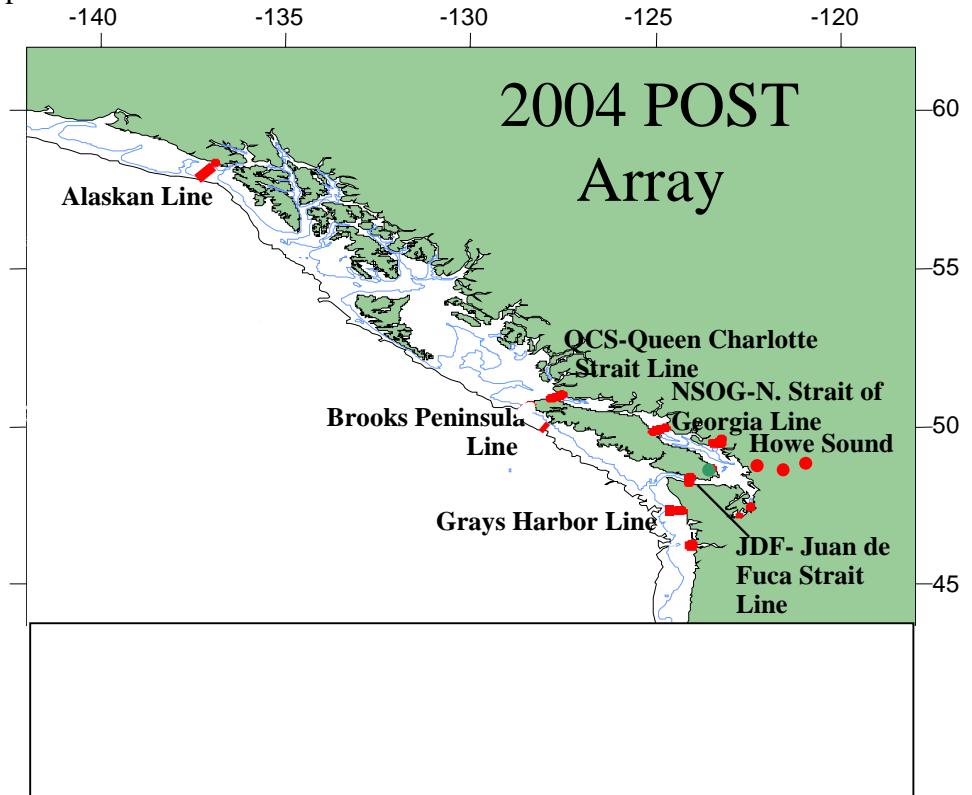 -140 -135 -130 -125 -120
2004 POST
Array
60
Alaskan Line
55
QCS-Queen Charlotte
Strait Line
NSOG-N. Strait of
Georgia Line
Brooks Peninsula
Line
50
Howe Sound
Grays Harbor Line
JDF- Juan de
Fuca Strait
Line
45